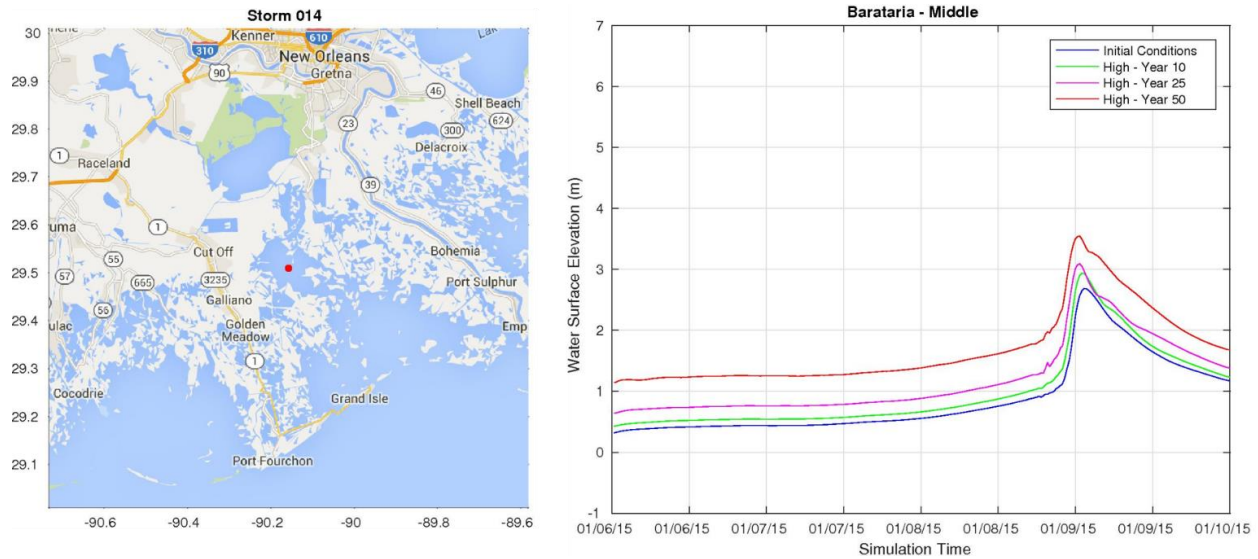 Storm 014
30
29.9
29.8
29.7
29.6
29.5
29.4
29.3
29.2
29.1
-90.6
-90.4
-90.2
-90
-89.8
-89.6
Kenner
310
610
New Orleans
90
Gretna
46
Shell Beach
23
300
624
Delacroix
1
Raceland
39
uma
1
55
Cut Off
Bohemia
57
665
3235
Port Sulphur
Galliano
56
ulac
Golden
Meadow
Emp
1
Cocodrie
Grand Isle
Port Fourchon
Barataria - Middle
Water Surface Elevation (m)
7
6
5
4
3
2
1
0
-1
Initial Conditions
High - Year 10
High - Year 25
High - Year 50
01/06/15
01/06/15
01/07/15
01/07/15
01/08/15
01/08/15
01/09/15
01/09/15
01/10/15
Simulation Time